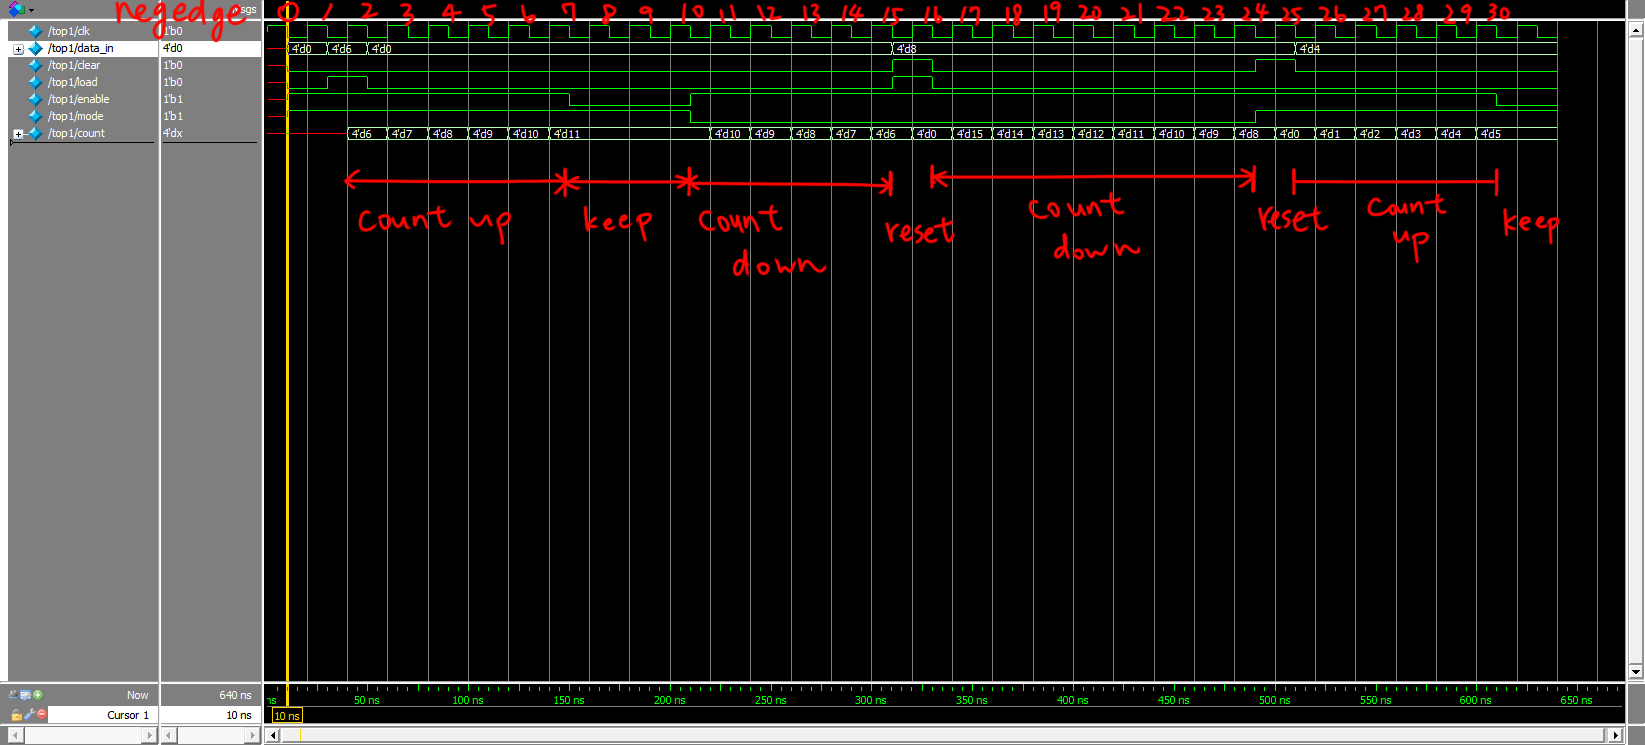 negedge 0 1 2 3 4 5 6 7 8 9 10 11 12 13 14 15 16 17 18 19 20 21 22 23 24 25 26 27 28 29 30
/top1/clk 1'b0
/top1/data_in 4'd0 4'd0 4'd6 4'd0 4'd8 4'd4
/top1/clear 1'b0
/top1/load 1'b0
/top1/enable 1'b1
/top1/mode 1'b1
/top1/count 4'dx 4'd6 4'd7 4'd8 4'd9 4'd10 4'd11 4'd10 4'd9 4'd8 4'd7 4'd6 4'd0 4'd15 4'd14 4'd13 4'd12 4'd11 4'd10 4'd9 4'd8 4'd0 4'd1 4'd2 4'd3 4'd4 4'd5
Count up keep Count down reset Count down reset Count up keep
Now 640 ns
ns 50 ns 100 ns 150 ns 200 ns 250 ns 300 ns 350 ns 400 ns 450 ns 500 ns 550 ns 600 ns 650 ns
Cursor 1 10 ns
10 ns